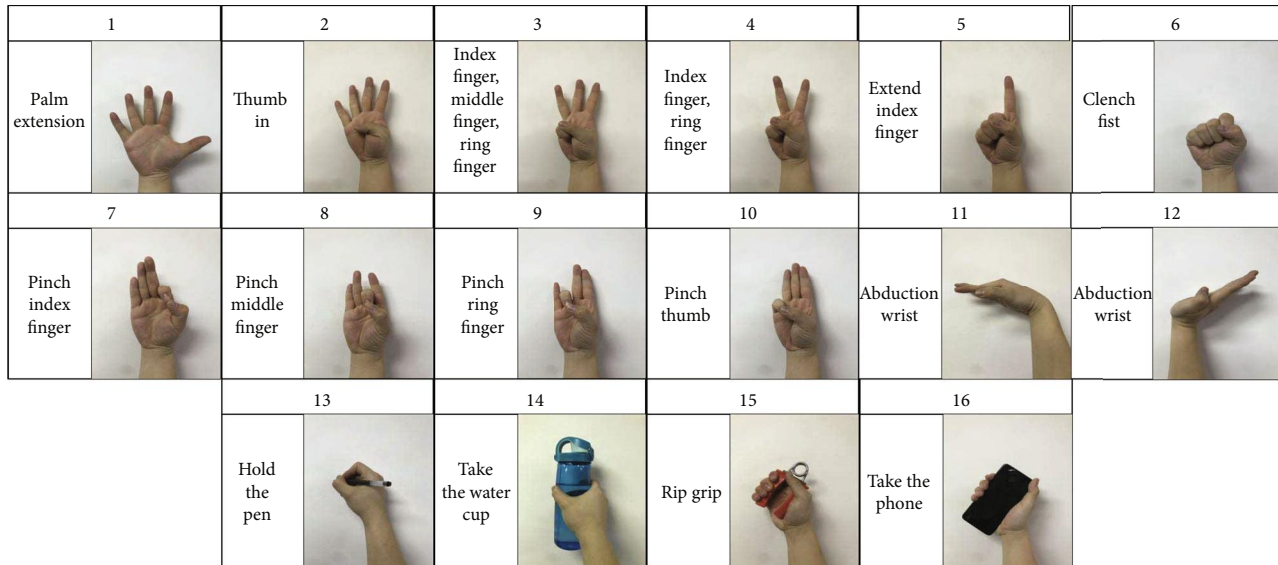 1 2 3 4 5 6
Palm
extension
Thumb
in
Index
finger,
middle
finger,
ring
finger
Index
finger,
ring
finger
Extend
index
finger
Clench
fist
7 8 9 10 11 12
Pinch
index
finger
Pinch
middle
finger
Pinch
ring
finger
Pinch
thumb
Abduction
wrist
Abduction
wrist
13 14 15 16
Hold
the
pen
Take
the water
cup
Rip grip
Take the
phone